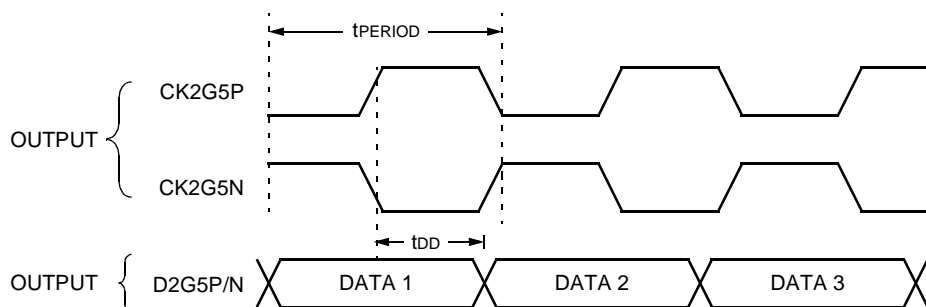 tPERIOD
CK2G5P
OUTPUT
CK2G5N
tDD
OUTPUT
D2G5P/N
DATA 1
DATA 2
DATA 3